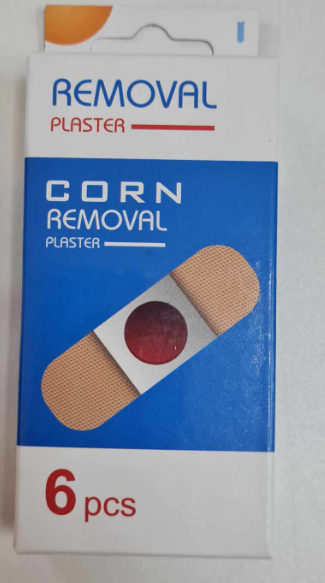 REMOVAL
PLASTER
CORN
REMOVAL
PLASTER
6 pcs